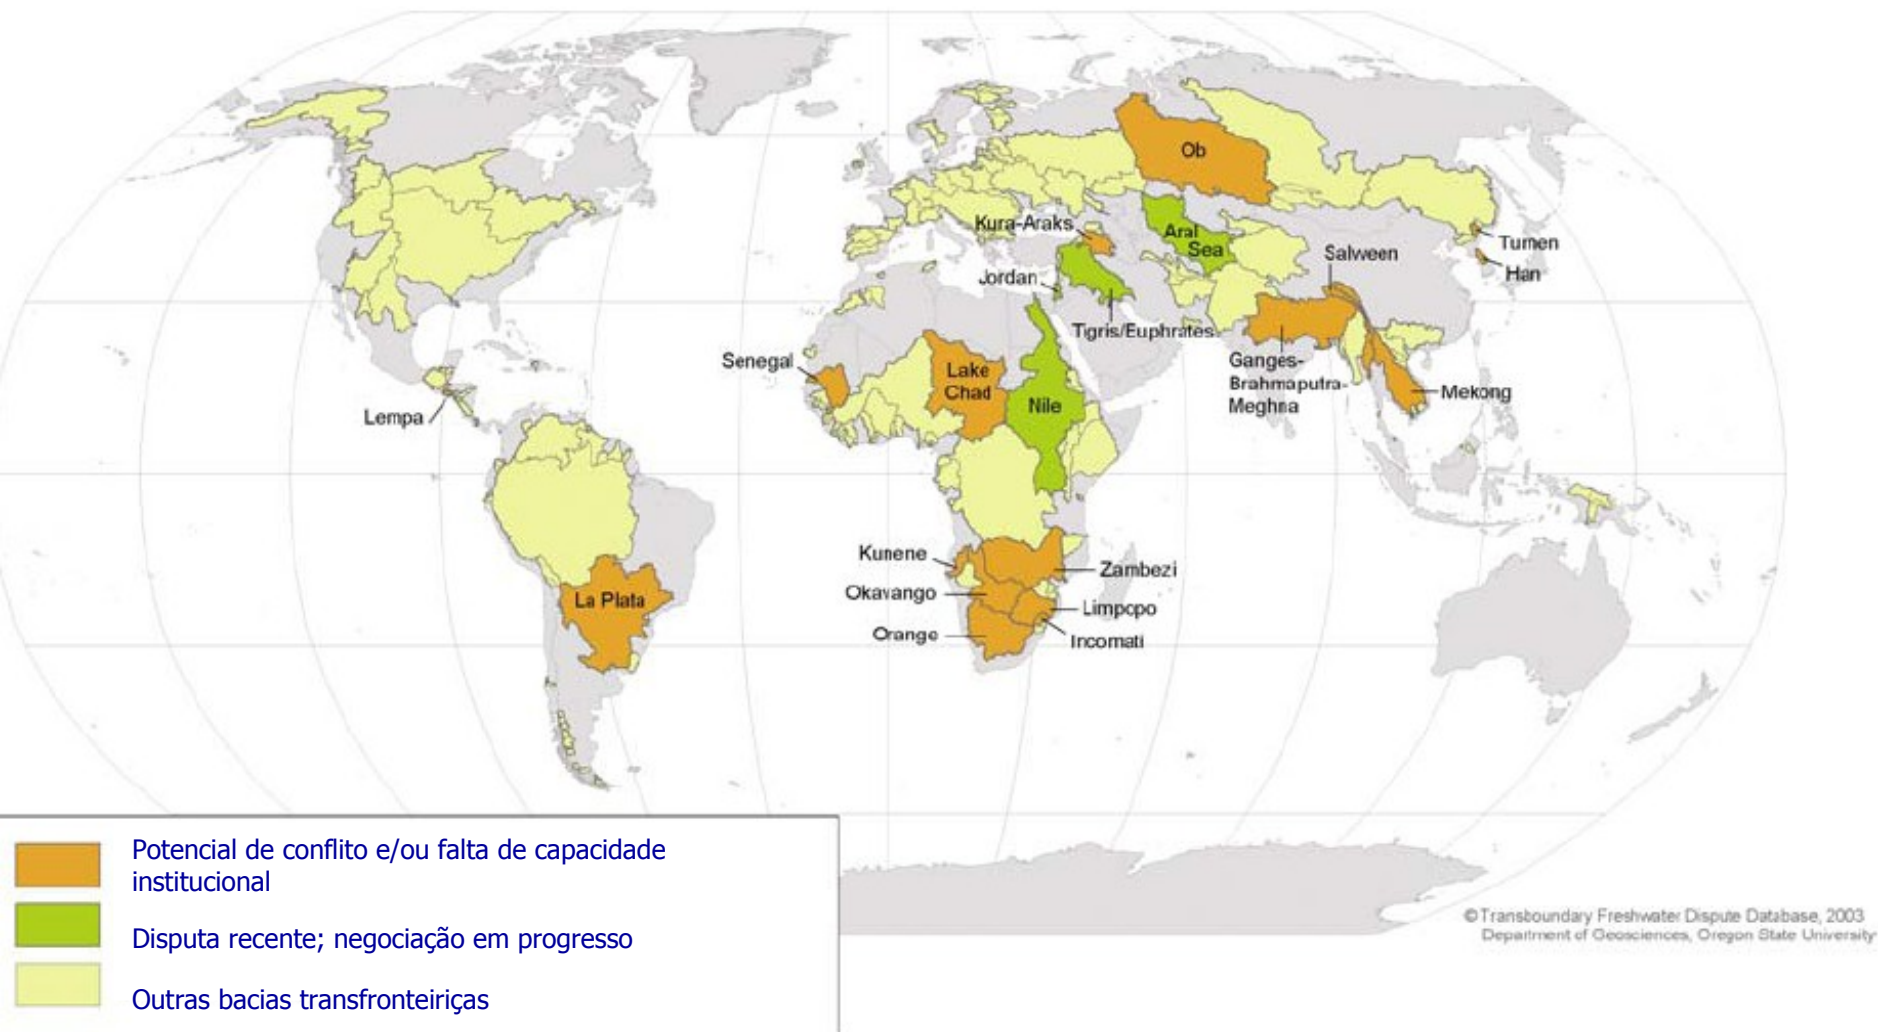 Ob
Kura-Araks
Aral
Sea
Tumen
Han
Salween
Jordan
Tigris/Euphrates
Senegal
Lake
Chad
Nile
Ganges-
Brahmaputra-
Meghna
Mekong
Lempa
Kunene
Zambezi
Okavango
La Plata
Limpopo
Orange
Incomati
Potencial de conflito e/ou falta de capacidade
institucional
Disputa recente; negociação em progresso
Outras bacias transfronteiriças
©Transboundary Freshwater Dispute Database, 2003
Department of Geosciences, Oregon State University